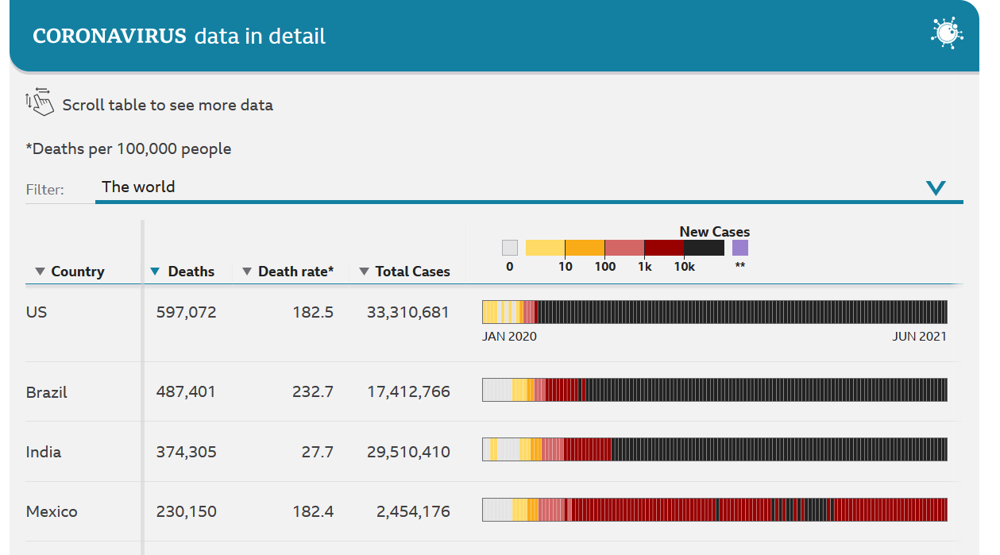 CORONAVIRUS data in detail
Scroll table to see more data
*Deaths per 100,000 people
Filter: The world
New Cases
0 10 100 1k 10k **
Country Deaths Death rate* Total Cases
US 597,072 182.5 33,310,681
JAN 2020 JUN 2021
Brazil 487,401 232.7 17,412,766
India 374,305 27.7 29,510,410
Mexico 230,150 182.4 2,454,176